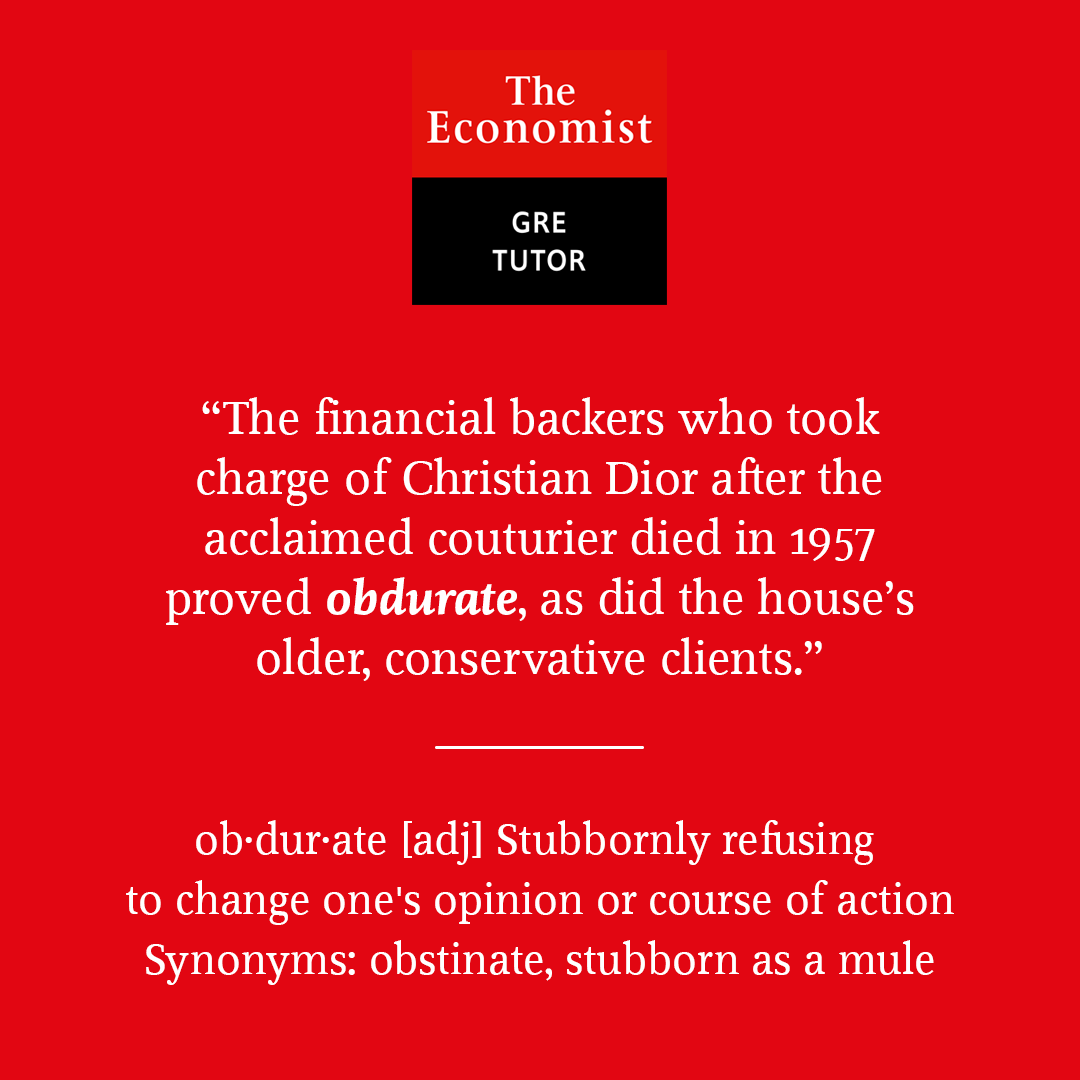 The
Economist
GRE
TUTOR
“The financial backers who took
charge of Christian Dior after the
acclaimed couturier died in 1957
proved obdurate, as did the house’s
older, conservative clients.”
ob·dur·ate [adj] Stubbornly refusing
to change one's opinion or course of action
Synonyms: obstinate, stubborn as a mule